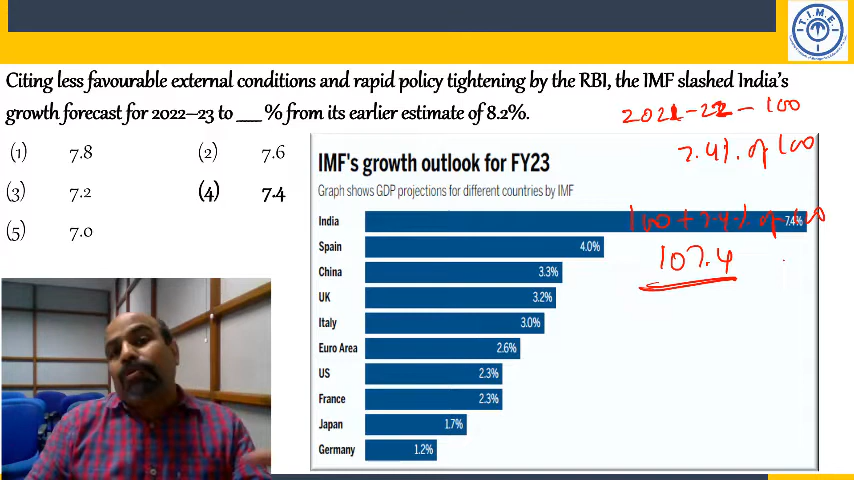 T.I.M.E.
Citing less favourable external conditions and rapid policy tightening by the RBI, the IMF slashed India's
growth forecast for 2022–23 to ___ % from its earlier estimate of 8.2%.
2021-22 - 100
(1) 7.8 (2) 7.6
7.4% of 100
(3) 7.2 (4) 7.4
(5) 7.0
IMF's growth outlook for FY23
Graph shows GDP projections for different countries by IMF
India 7.4%
100 + 7.4% of 100
Spain 4.0%
107.4
China 3.3%
UK 3.2%
Italy 3.0%
Euro Area 2.6%
US 2.3%
France 2.3%
Japan 1.7%
Germany 1.2%